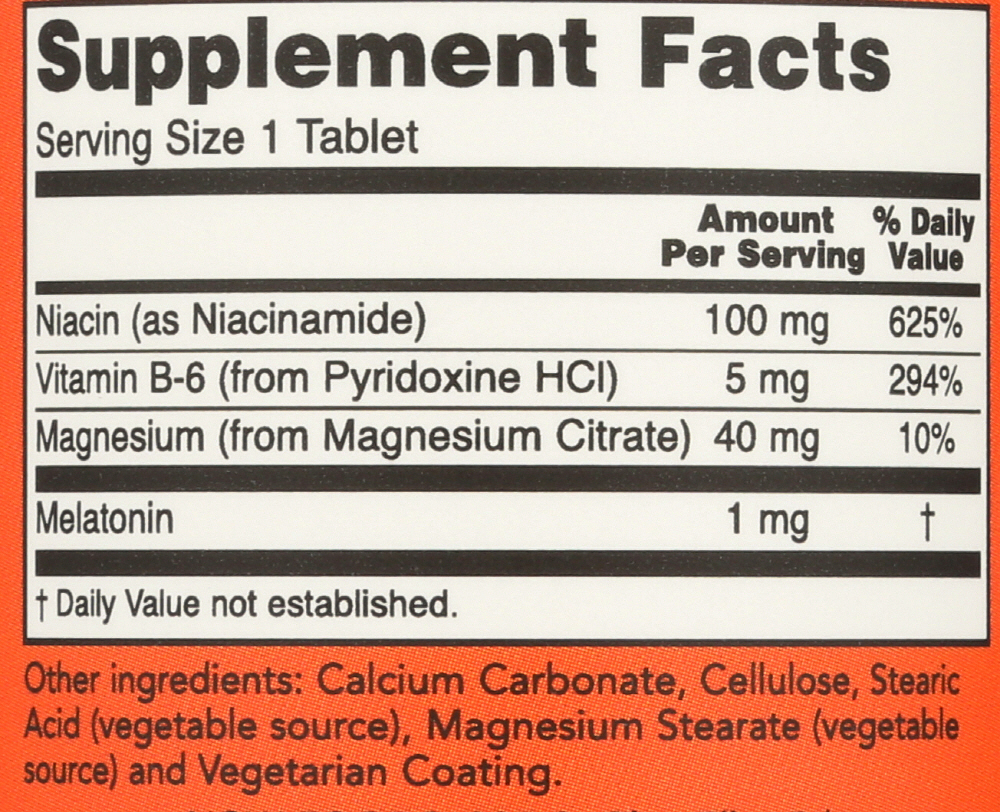 Supplement Facts
Serving Size 1 Tablet
Amount Per Serving % Daily Value
Niacin (as Niacinamide) 100 mg 625%
Vitamin B-6 (from Pyridoxine HCl) 5 mg 294%
Magnesium (from Magnesium Citrate) 40 mg 10%
Melatonin 1 mg †
† Daily Value not established.
Other ingredients: Calcium Carbonate, Cellulose, Stearic
Acid (vegetable source), Magnesium Stearate (vegetable
source) and Vegetarian Coating.